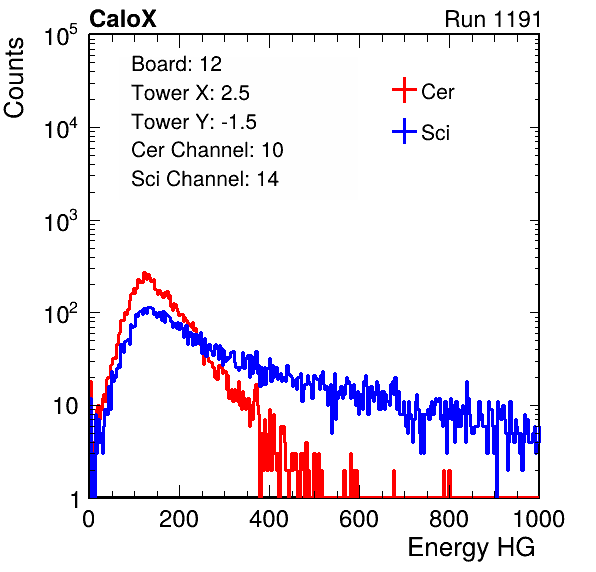 CaloX Run 1191
Counts
10^5
10^4
10^3
10^2
10
1
Board: 12
Tower X: 2.5
Tower Y: -1.5
Cer Channel: 10
Sci Channel: 14
Cer
Sci
0 200 400 600 800 1000
Energy HG